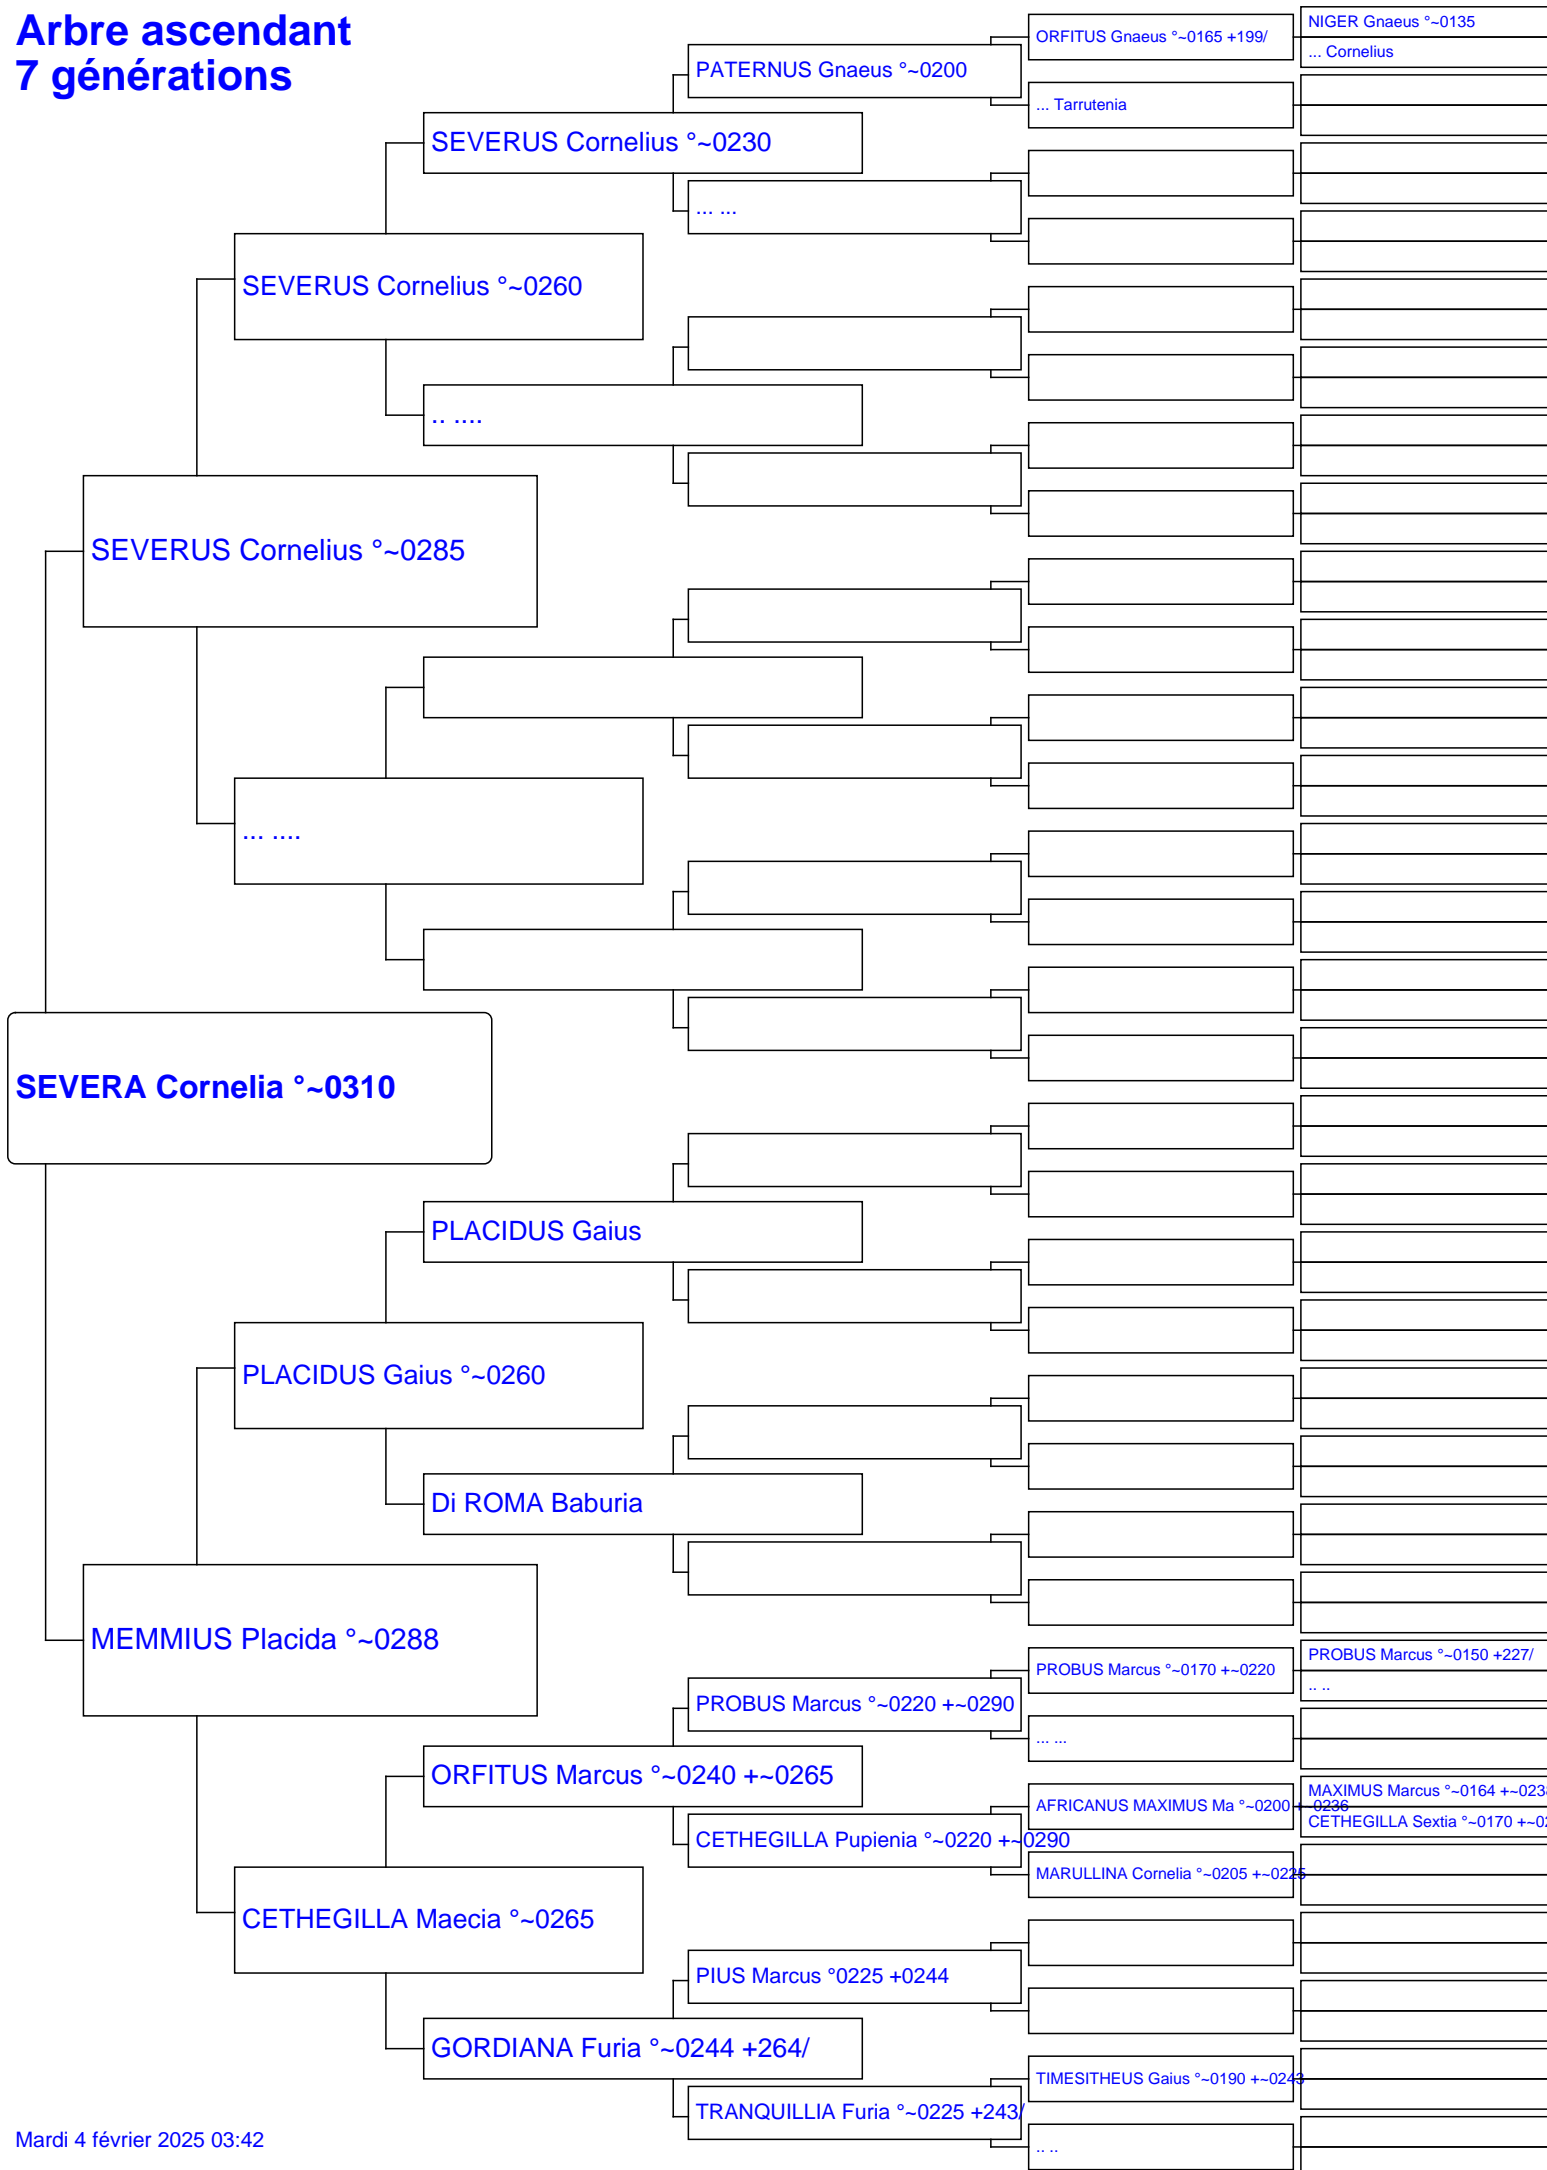 Arbre ascendant
7 générations
ORFITUS Gnaeus °~0165 +199/
NIGER Gnaeus °~0135
... Cornelius
PATERNUS Gnaeus °~0200
... Tarrutenia
SEVERUS Cornelius °~0230
... ...
SEVERUS Cornelius °~0260
.. ....
SEVERUS Cornelius °~0285
... ....
SEVERA Cornelia °~0310
PLACIDUS Gaius
PLACIDUS Gaius °~0260
Di ROMA Baburia
MEMMIUS Placida °~0288
PROBUS Marcus °~0170 +~0220
PROBUS Marcus °~0150 +227/
.. ..
PROBUS Marcus °~0220 +~0290
... ...
ORFITUS Marcus °~0240 +~0265
AFRICANUS MAXIMUS Ma °~0200 +~0236
MAXIMUS Marcus °~0164 +~0238
CETHEGILLA Sextia °~0170 +~02
CETHEGILLA Pupienia °~0220 +~0290
MARULLINA Cornelia °~0205 +~0225
CETHEGILLA Maecia °~0265
PIUS Marcus °0225 +0244
GORDIANA Furia °~0244 +264/
TIMESITHEUS Gaius °~0190 +~0243
TRANQUILLIA Furia °~0225 +243/
.. ..
Mardi 4 février 2025 03:42